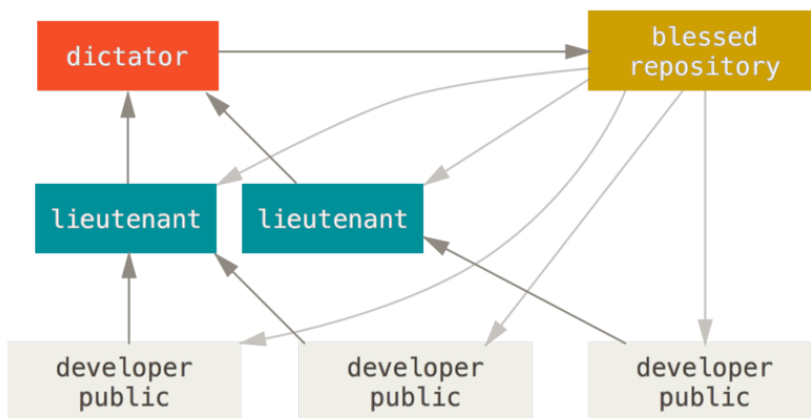 dictator
blessed
repository
lieutenant
lieutenant
developer
public
developer
public
developer
public